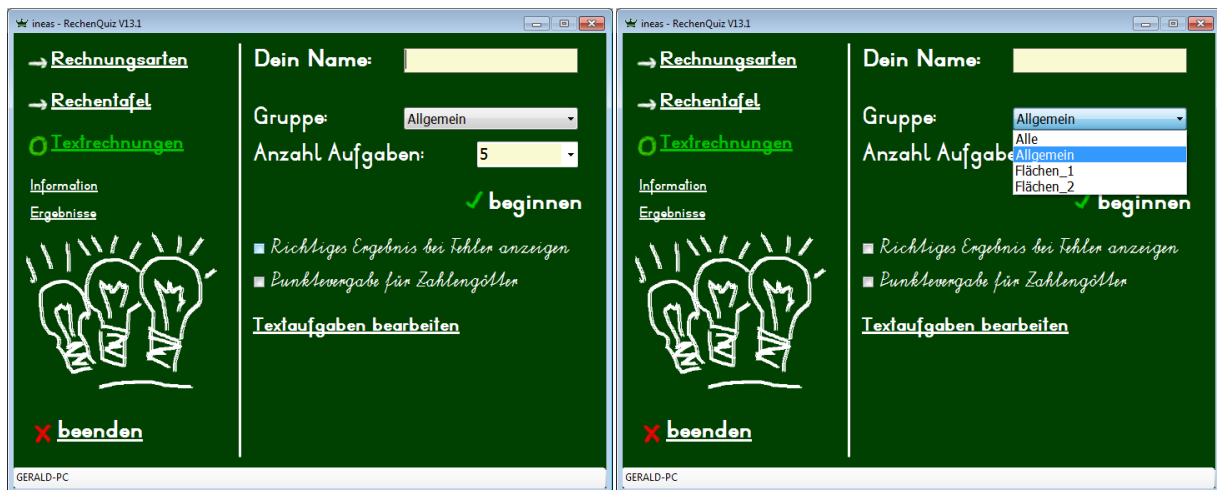 ineas - RechenQuiz V13.1
Rechnungsarten
Rechentafel
Textrechnungen
Information
Ergebnisse
beenden
Dein Name:
Gruppe: Allgemein
Anzahl Aufgaben: 5
beginnen
Richtiges Ergebnis bei Fehler anzeigen
Punktevergabe für Zahlengötter
Textaufgaben bearbeiten
GERALD-PC
ineas - RechenQuiz V13.1
Rechnungsarten
Rechentafel
Textrechnungen
Information
Ergebnisse
beenden
Dein Name:
Gruppe: Allgemein
Alle
Anzahl Aufgabe Allgemein
Flächen_1
Flächen_2
beginnen
Richtiges Ergebnis bei Fehler anzeigen
Punktevergabe für Zahlengötter
Textaufgaben bearbeiten
GERALD-PC